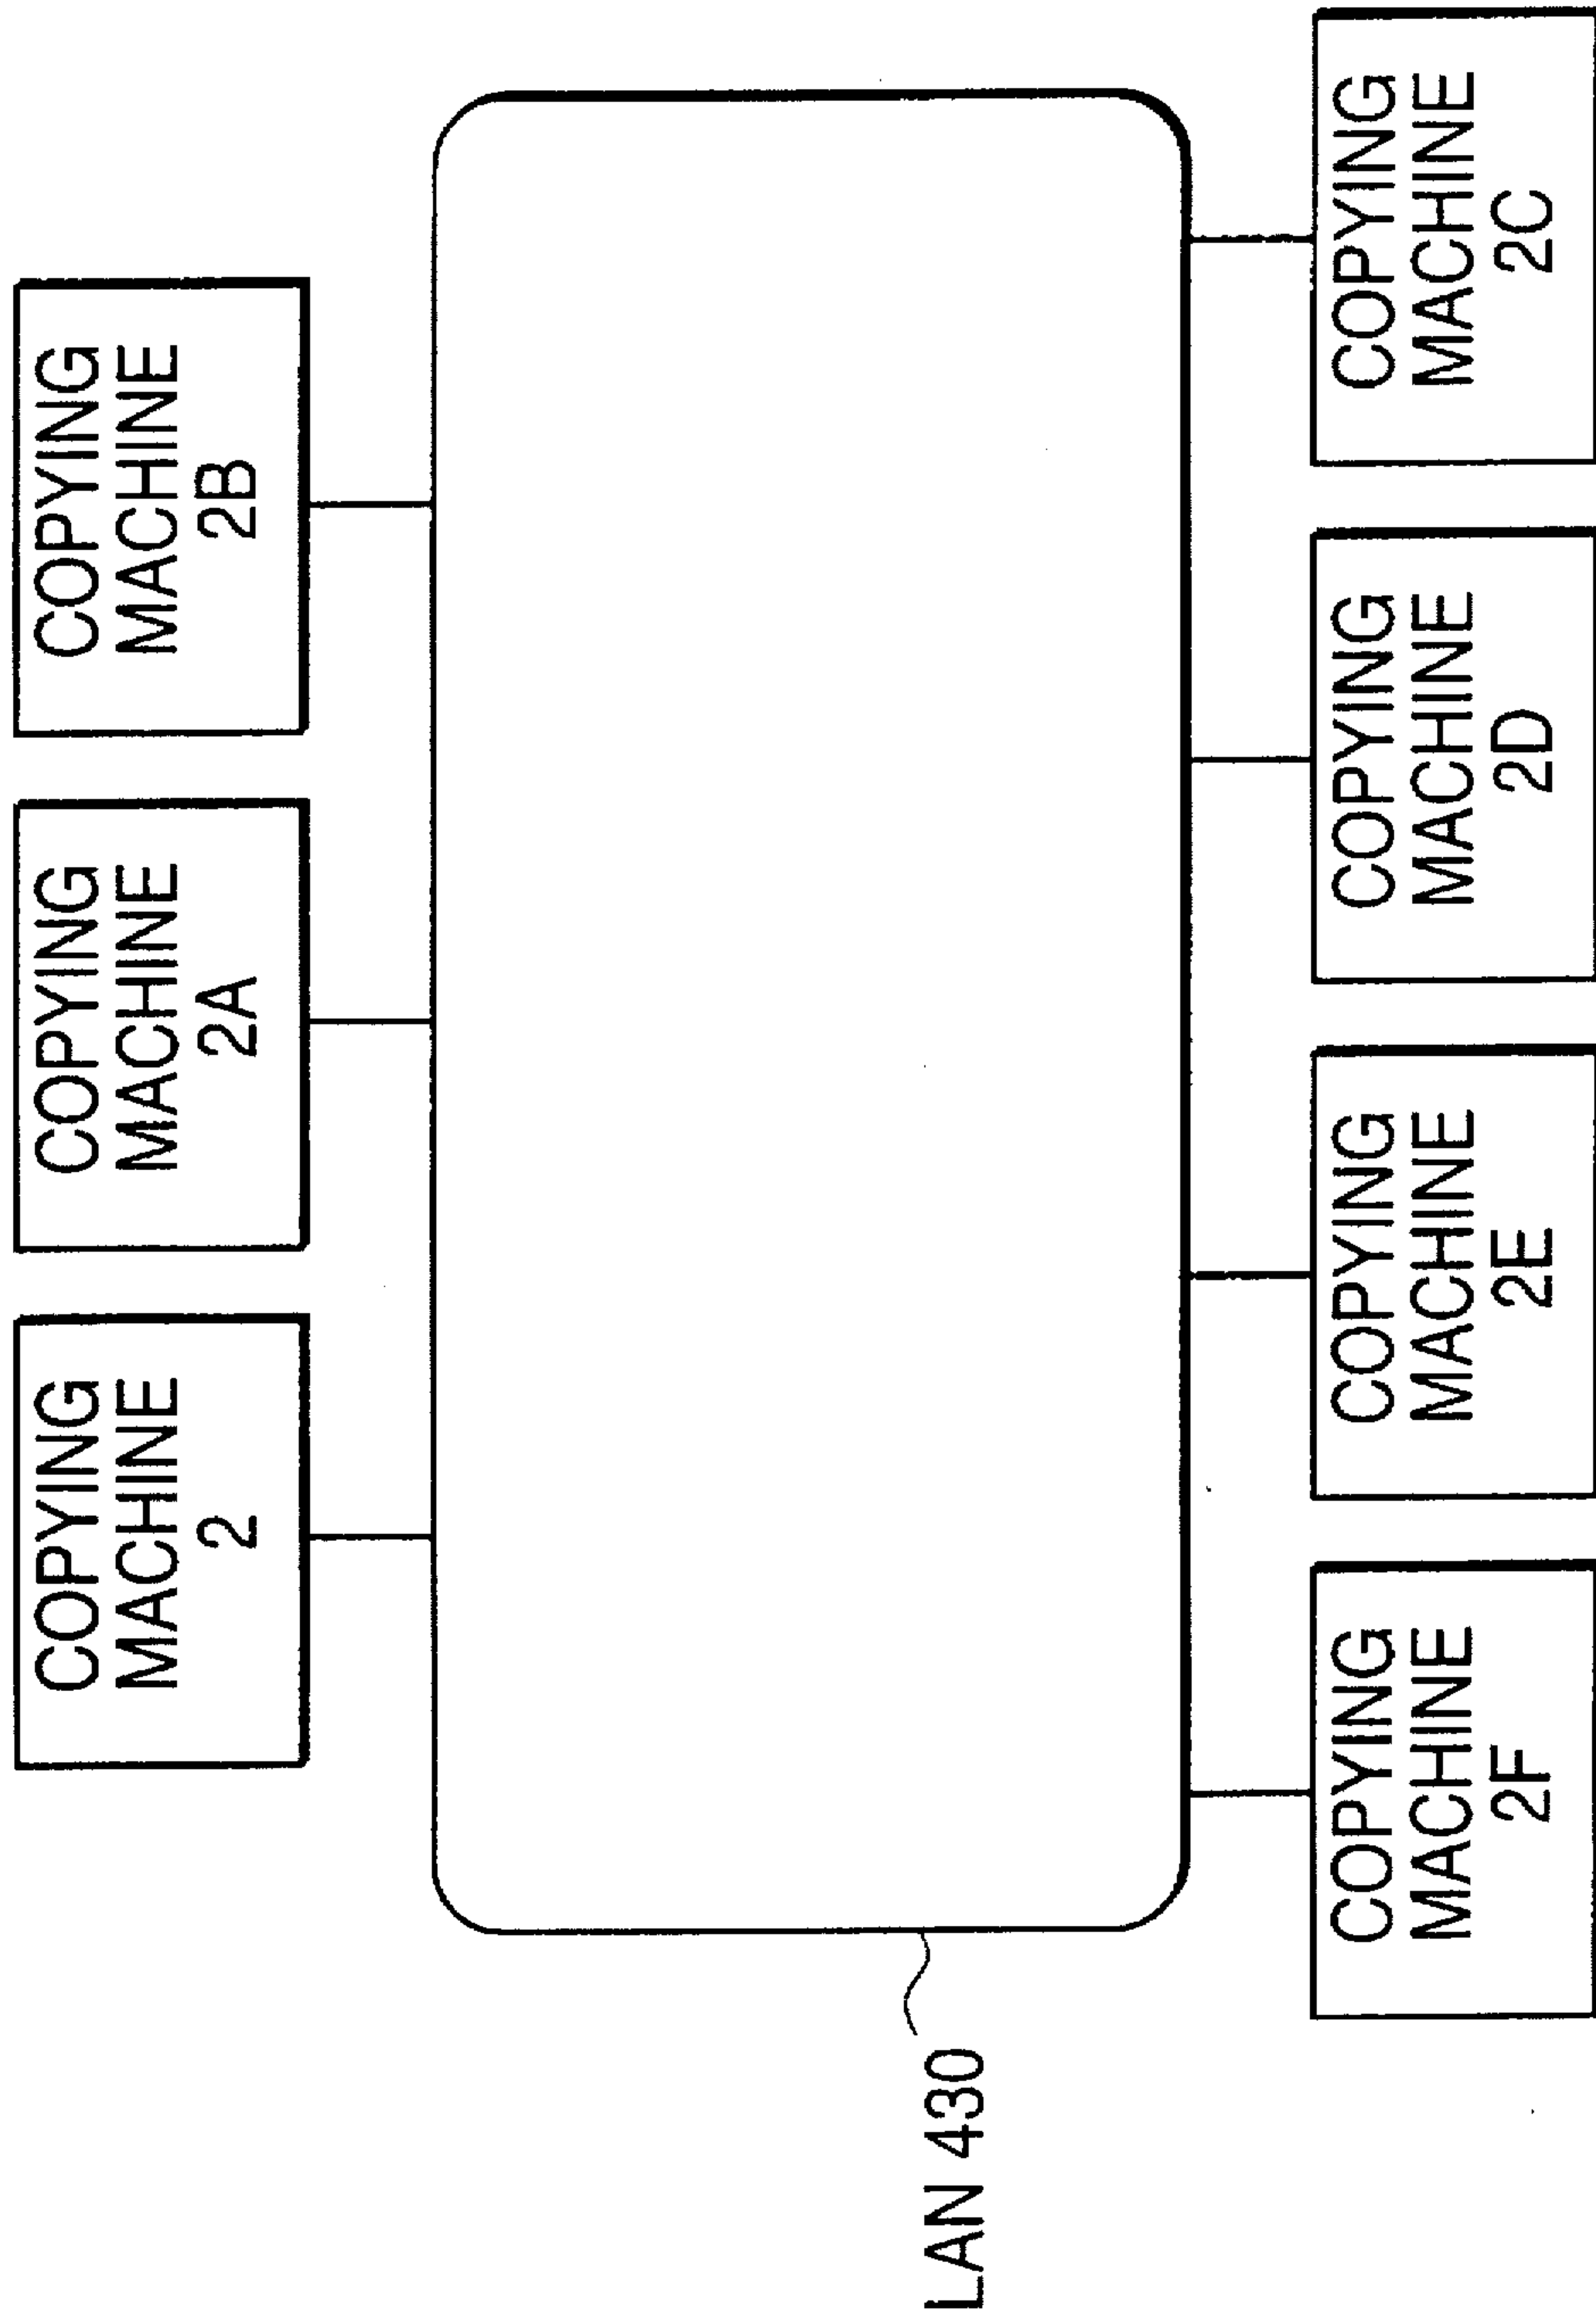 COPYING
MACHINE
2
COPYING
MACHINE
2A
COPYING
MACHINE
2B
LAN 430
COPYING
MACHINE
2F
COPYING
MACHINE
2E
COPYING
MACHINE
2D
COPYING
MACHINE
2C